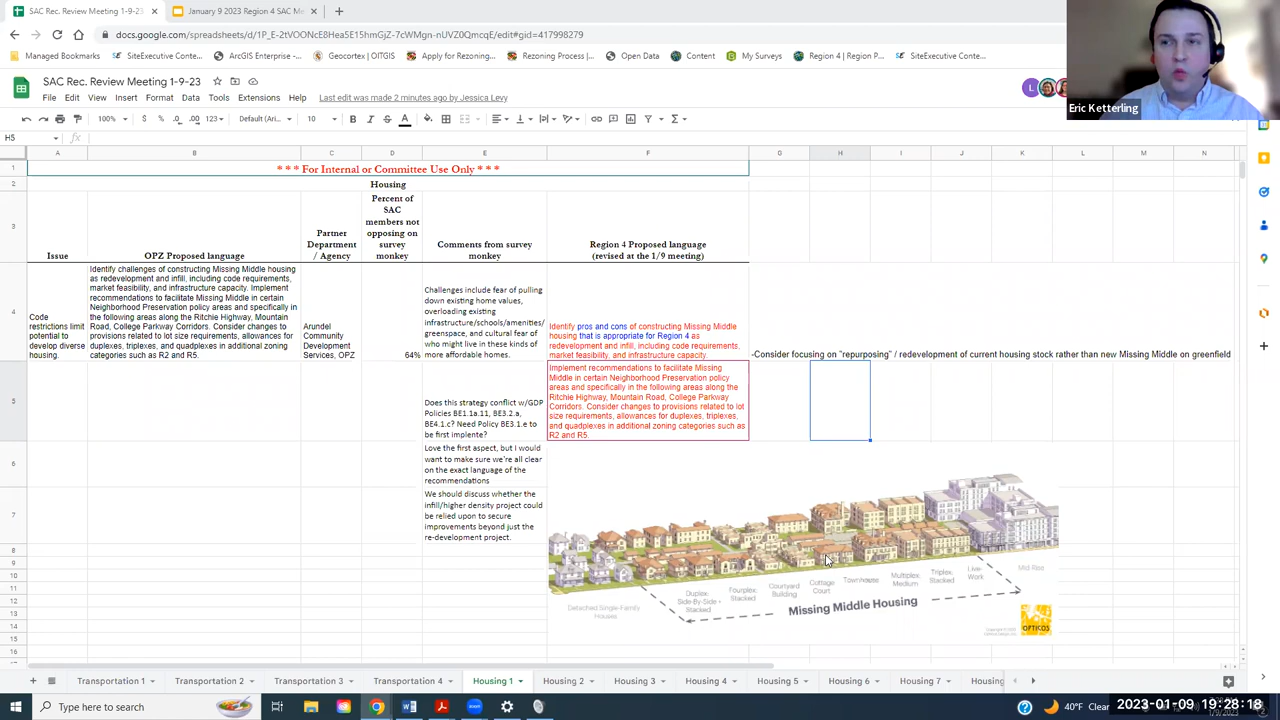 SAC Rec. Review Meeting 1-9-23
January 9 2023 Region 4 SAC Me
docs.google.com/spreadsheets/d/1P_E-2tVOONcE8Hea5E15hmGjZ-7cWMgn-nUVZ0QmcqE/edit#gid=417998279
Managed Bookmarks
SiteExecutive Conte...
ArcGIS Enterprise -...
Geocortex | OITGIS
Apply for Rezoning...
Rezoning Process |...
Open Data
My Surveys
Region 4 | Region P...
Content
SiteExecutive Conte...
SAC Rec. Review Meeting 1-9-23
File Edit View Insert Format Data Tools Extensions Help
Last edit was made 2 minutes ago by Jessica Levy
Eric Ketterling
100% $ % .0 .00 123 Default (Ari... 10 B I S A
H5 fx
A B C D E F G H I J K L M N
1 * * * For Internal or Committee Use Only * * *
2 Housing
3
Issue
OPZ Proposed language
Partner
Department
/ Agency
Percent of
SAC
members not
opposing on
survey
monkey
Comments from survey
monkey
Region 4 Proposed language
(revised at the 1/9 meeting)
4
Code
restrictions limit
potential to
develop diverse
housing.
Identify challenges of constructing Missing Middle housing
as redevelopment and infill, including code requirements,
market feasibility, and infrastructure capacity. Implement
recommendations to facilitate Missing Middle in certain
Neighborhood Preservation policy areas and specifically in
the following areas along the Ritchie Highway, Mountain
Road, College Parkway Corridors. Consider changes to
provisions related to lot size requirements, allowances for
duplexes, triplexes, and quadplexes in additional zoning
categories such as R2 and R5.
Arundel
Community
Development
Services, OPZ
64%
Challenges include fear of pulling
down existing home values,
overloading existing
infrastructure/schools/amenities/
greenspace, and cultural fear of
who might live in these kinds of
more affordable homes.
Identify pros and cons of constructing Missing Middle
housing that is appropriate for Region 4 as
redevelopment and infill, including code requirements,
market feasibility, and infrastructure capacity.
-Consider focusing on "repurposing" / redevelopment of current housing stock rather than new Missing Middle on greenfield
5
Does this strategy conflict w/GDP
Policies BE1.1a.11, BE3.2.a,
BE4.1.c? Need Policy BE3.1.e to
be first implente?
Implement recommendations to facilitate Missing
Middle in certain Neighborhood Preservation policy
areas and specifically in the following areas along the
Ritchie Highway, Mountain Road, College Parkway
Corridors. Consider changes to provisions related to lot
size requirements, allowances for duplexes, triplexes,
and quadplexes in additional zoning categories such as
R2 and R5.
6
Love the first aspect, but I would
want to make sure we're all clear
on the exact language of the
recommendations
7
We should discuss whether the
infill/higher density project could
be relied upon to secure
improvements beyond just the
re-development project.
8
9
10
11
12
13
14
15
16
Detached Single-Family
Houses
Duplex:
Side-By-Side +
Stacked
Fourplex:
Stacked
Courtyard
Building
Cottage
Court
Townhouse
Multiplex:
Medium
Triplex:
Stacked
Live-
Work
Mid-Rise
Missing Middle Housing
OPTICOS
Transportation 1 Transportation 2 Transportation 3 Transportation 4 Housing 1 Housing 2 Housing 3 Housing 4 Housing 5 Housing 6 Housing 7 Housing
Type here to search
40°F Clear
2023-01-09 19:28:18